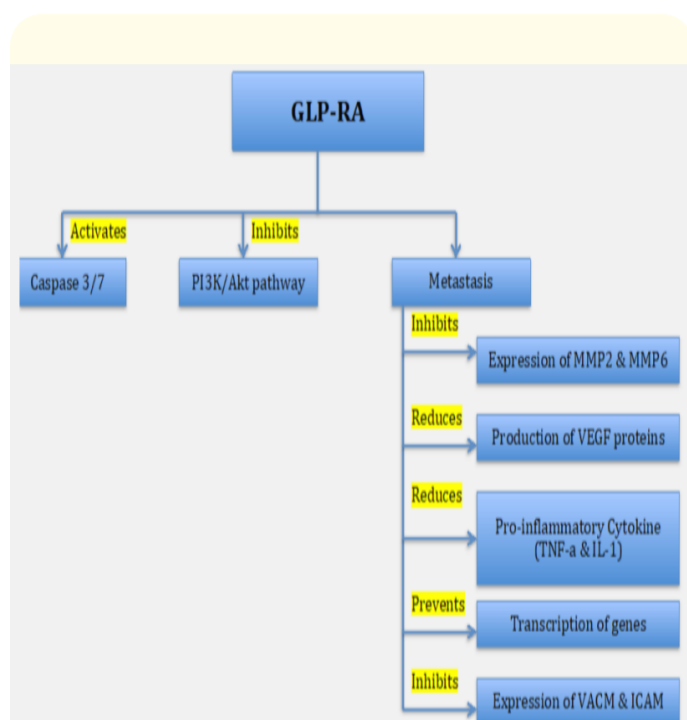 GLP-RA
Activates
Inhibits
Caspase 3/7
PI3K/Akt pathway
Metastasis
Inhibits
Expression of MMP2 & MMP6
Reduces
Production of VEGF proteins
Reduces
Pro-inflammatory Cokine
(TNF-a & IL-1)
Prevents
Transcription of genes
Inhibits
Expression of VACM & ICAM